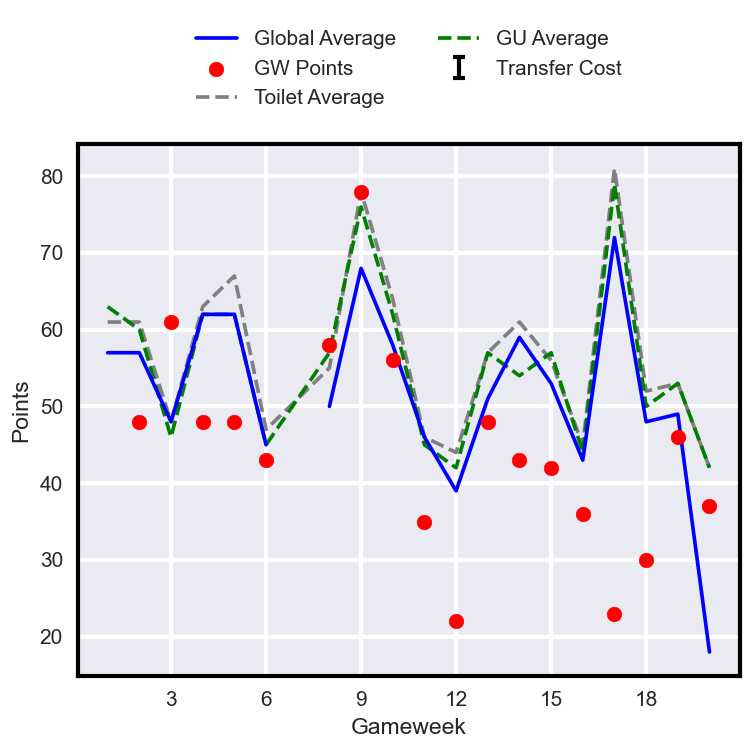 Global Average
GW Points
Toilet Average
GU Average
Transfer Cost
80
70
60
50
40
30
20
Points
3 6 9 12 15 18
Gameweek